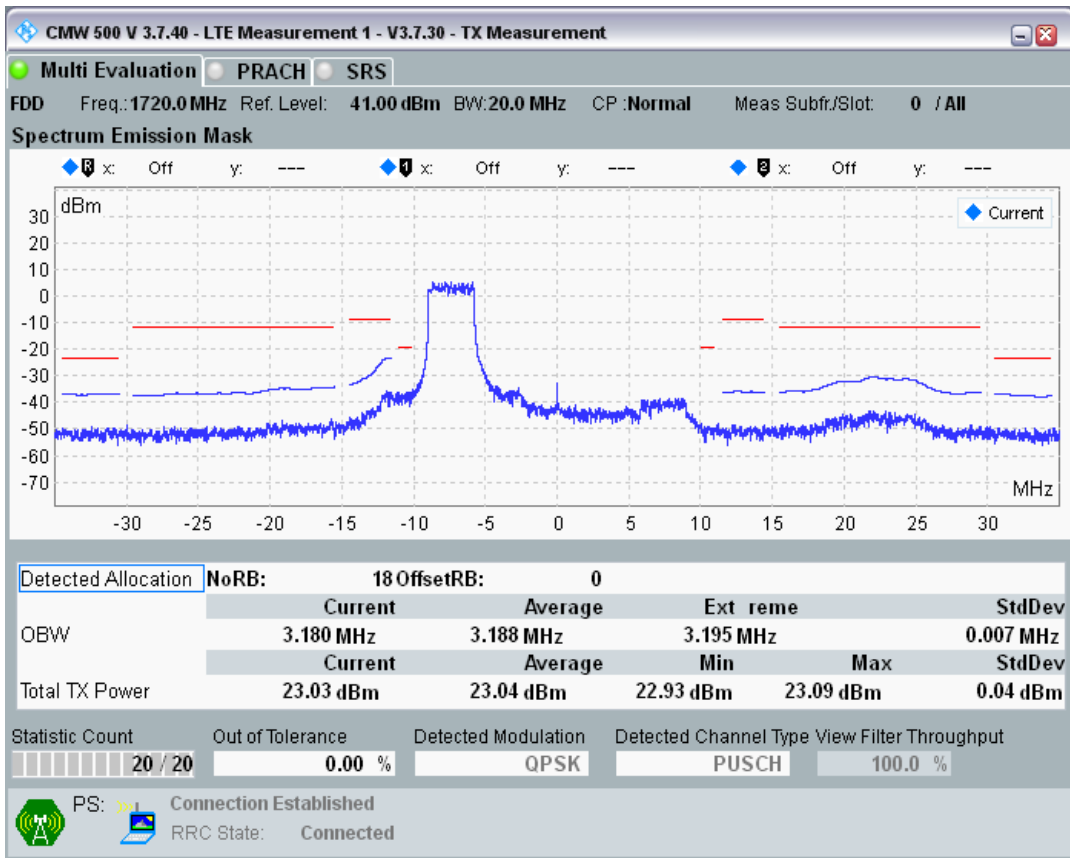 CMW 500 V 3.7.40 - LTE Measurement 1 - V3.7.30 - TX Measurement
Multi Evaluation PRACH SRS
FDD Freq.:1720.0 MHz Ref. Level: 41.00 dBm BW:20.0 MHz CP :Normal Meas Subfr./Slot: 0 / All
Spectrum Emission Mask
R x: Off y: --- 1 x: Off y: --- 2 x: Off y: ---
dBm
Current
30
20
10
0
-10
-20
-30
-40
-50
-60
-70
MHz
-30 -25 -20 -15 -10 -5 0 5 10 15 20 25 30
Detected Allocation NoRB: 18 OffsetRB: 0
Current Average Ext reme StdDev
OBW 3.180 MHz 3.188 MHz 3.195 MHz 0.007 MHz
Current Average Min Max StdDev
Total TX Power 23.03 dBm 23.04 dBm 22.93 dBm 23.09 dBm 0.04 dBm
Statistic Count Out of Tolerance Detected Modulation Detected Channel Type View Filter Throughput
20 / 20 0.00 % QPSK PUSCH 100.0 %
PS: Connection Established
RRC State: Connected